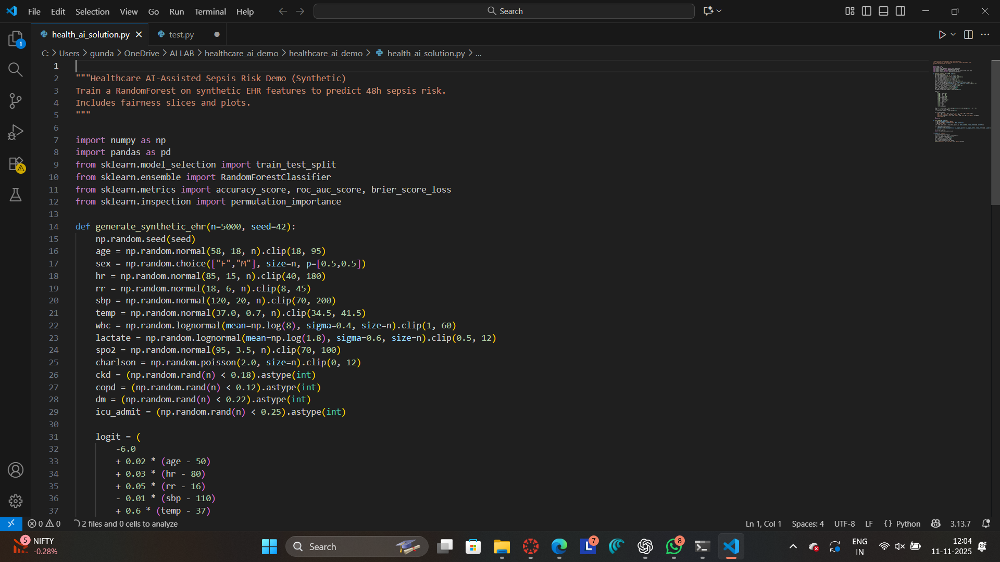 File Edit Selection View Go Run Terminal Help
Search
health_ai_solution.py
test.py
1
C: > Users > gunda > OneDrive > AI LAB > healthcare_ai_demo > healthcare_ai_demo > health_ai_solution.py > ...
1
2 """Healthcare AI-Assisted Sepsis Risk Demo (Synthetic)
3 Train a RandomForest on synthetic EHR features to predict 48h sepsis risk.
4 Includes fairness slices and plots.
5 """
6
7 import numpy as np
8 import pandas as pd
9 from sklearn.model_selection import train_test_split
10 from sklearn.ensemble import RandomForestClassifier
11 from sklearn.metrics import accuracy_score, roc_auc_score, brier_score_loss
12 from sklearn.inspection import permutation_importance
13
14 def generate_synthetic_ehr(n=5000, seed=42):
15     np.random.seed(seed)
16     age = np.random.normal(58, 18, n).clip(18, 95)
17     sex = np.random.choice(["F","M"], size=n, p=[0.5,0.5])
18     hr = np.random.normal(85, 15, n).clip(40, 180)
19     rr = np.random.normal(18, 6, n).clip(8, 45)
20     sbp = np.random.normal(120, 20, n).clip(70, 200)
21     temp = np.random.normal(37.0, 0.7, n).clip(34.5, 41.5)
22     wbc = np.random.lognormal(mean=np.log(8), sigma=0.4, size=n).clip(1, 60)
23     lactate = np.random.lognormal(mean=np.log(1.8), sigma=0.6, size=n).clip(0.5, 12)
24     spo2 = np.random.normal(95, 3.5, n).clip(70, 100)
25     charlson = np.random.poisson(2.0, size=n).clip(0, 12)
26     ckd = (np.random.rand(n) < 0.18).astype(int)
27     copd = (np.random.rand(n) < 0.12).astype(int)
28     dm = (np.random.rand(n) < 0.22).astype(int)
29     icu_admit = (np.random.rand(n) < 0.25).astype(int)
30
31     logit = (
32         -6.0
33         + 0.02 * (age - 50)
34         + 0.03 * (hr - 80)
35         + 0.05 * (rr - 16)
36         - 0.01 * (sbp - 110)
37         + 0.6 * (temp - 37)
0 0 2 files and 0 cells to analyze
Ln 1, Col 1 Spaces: 4 UTF-8 LF {} Python 3.13.7
5 NIFTY
-0.28%
Search
L 7
8
ENG
IN
12:04
11-11-2025